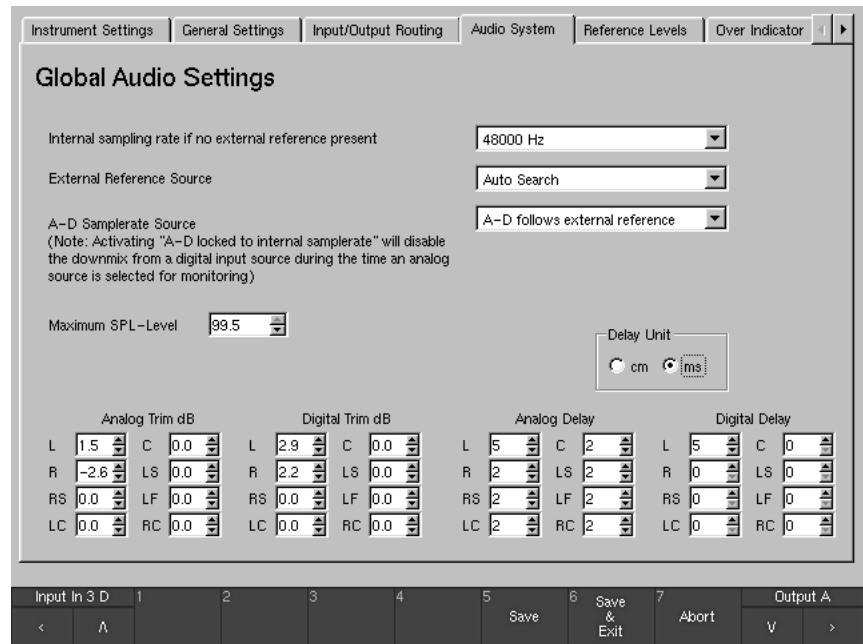 Instrument Settings General Settings Input/Output Routing Audio System Reference Levels Over Indicator
Global Audio Settings
Internal sampling rate if no external reference present 48000 Hz
External Reference Source Auto Search
A-D Samplerate Source A-D follows external reference
(Note: Activating "A-D locked to internal samplerate" will disable
the downmix from a digital input source during the time an analog
source is selected for monitoring)
Maximum SPL-Level 99.5
Delay Unit
cm ms
Analog Trim dB Digital Trim dB Analog Delay Digital Delay
L 1.5 C 0.0 L 2.9 C 0.0 L 5 C 2 L 5 C 0
R -2.6 LS 0.0 R 2.2 LS 0.0 R 2 LS 2 R 0 LS 0
RS 0.0 LF 0.0 RS 0.0 LF 0.0 RS 2 LF 2 RS 0 LF 0
LC 0.0 RC 0.0 LC 0.0 RC 0.0 LC 2 RC 2 LC 0 RC 0
Input In 3 D 1 2 3 4 5 6 7 Output A
< Λ Save Save & Exit Abort V >